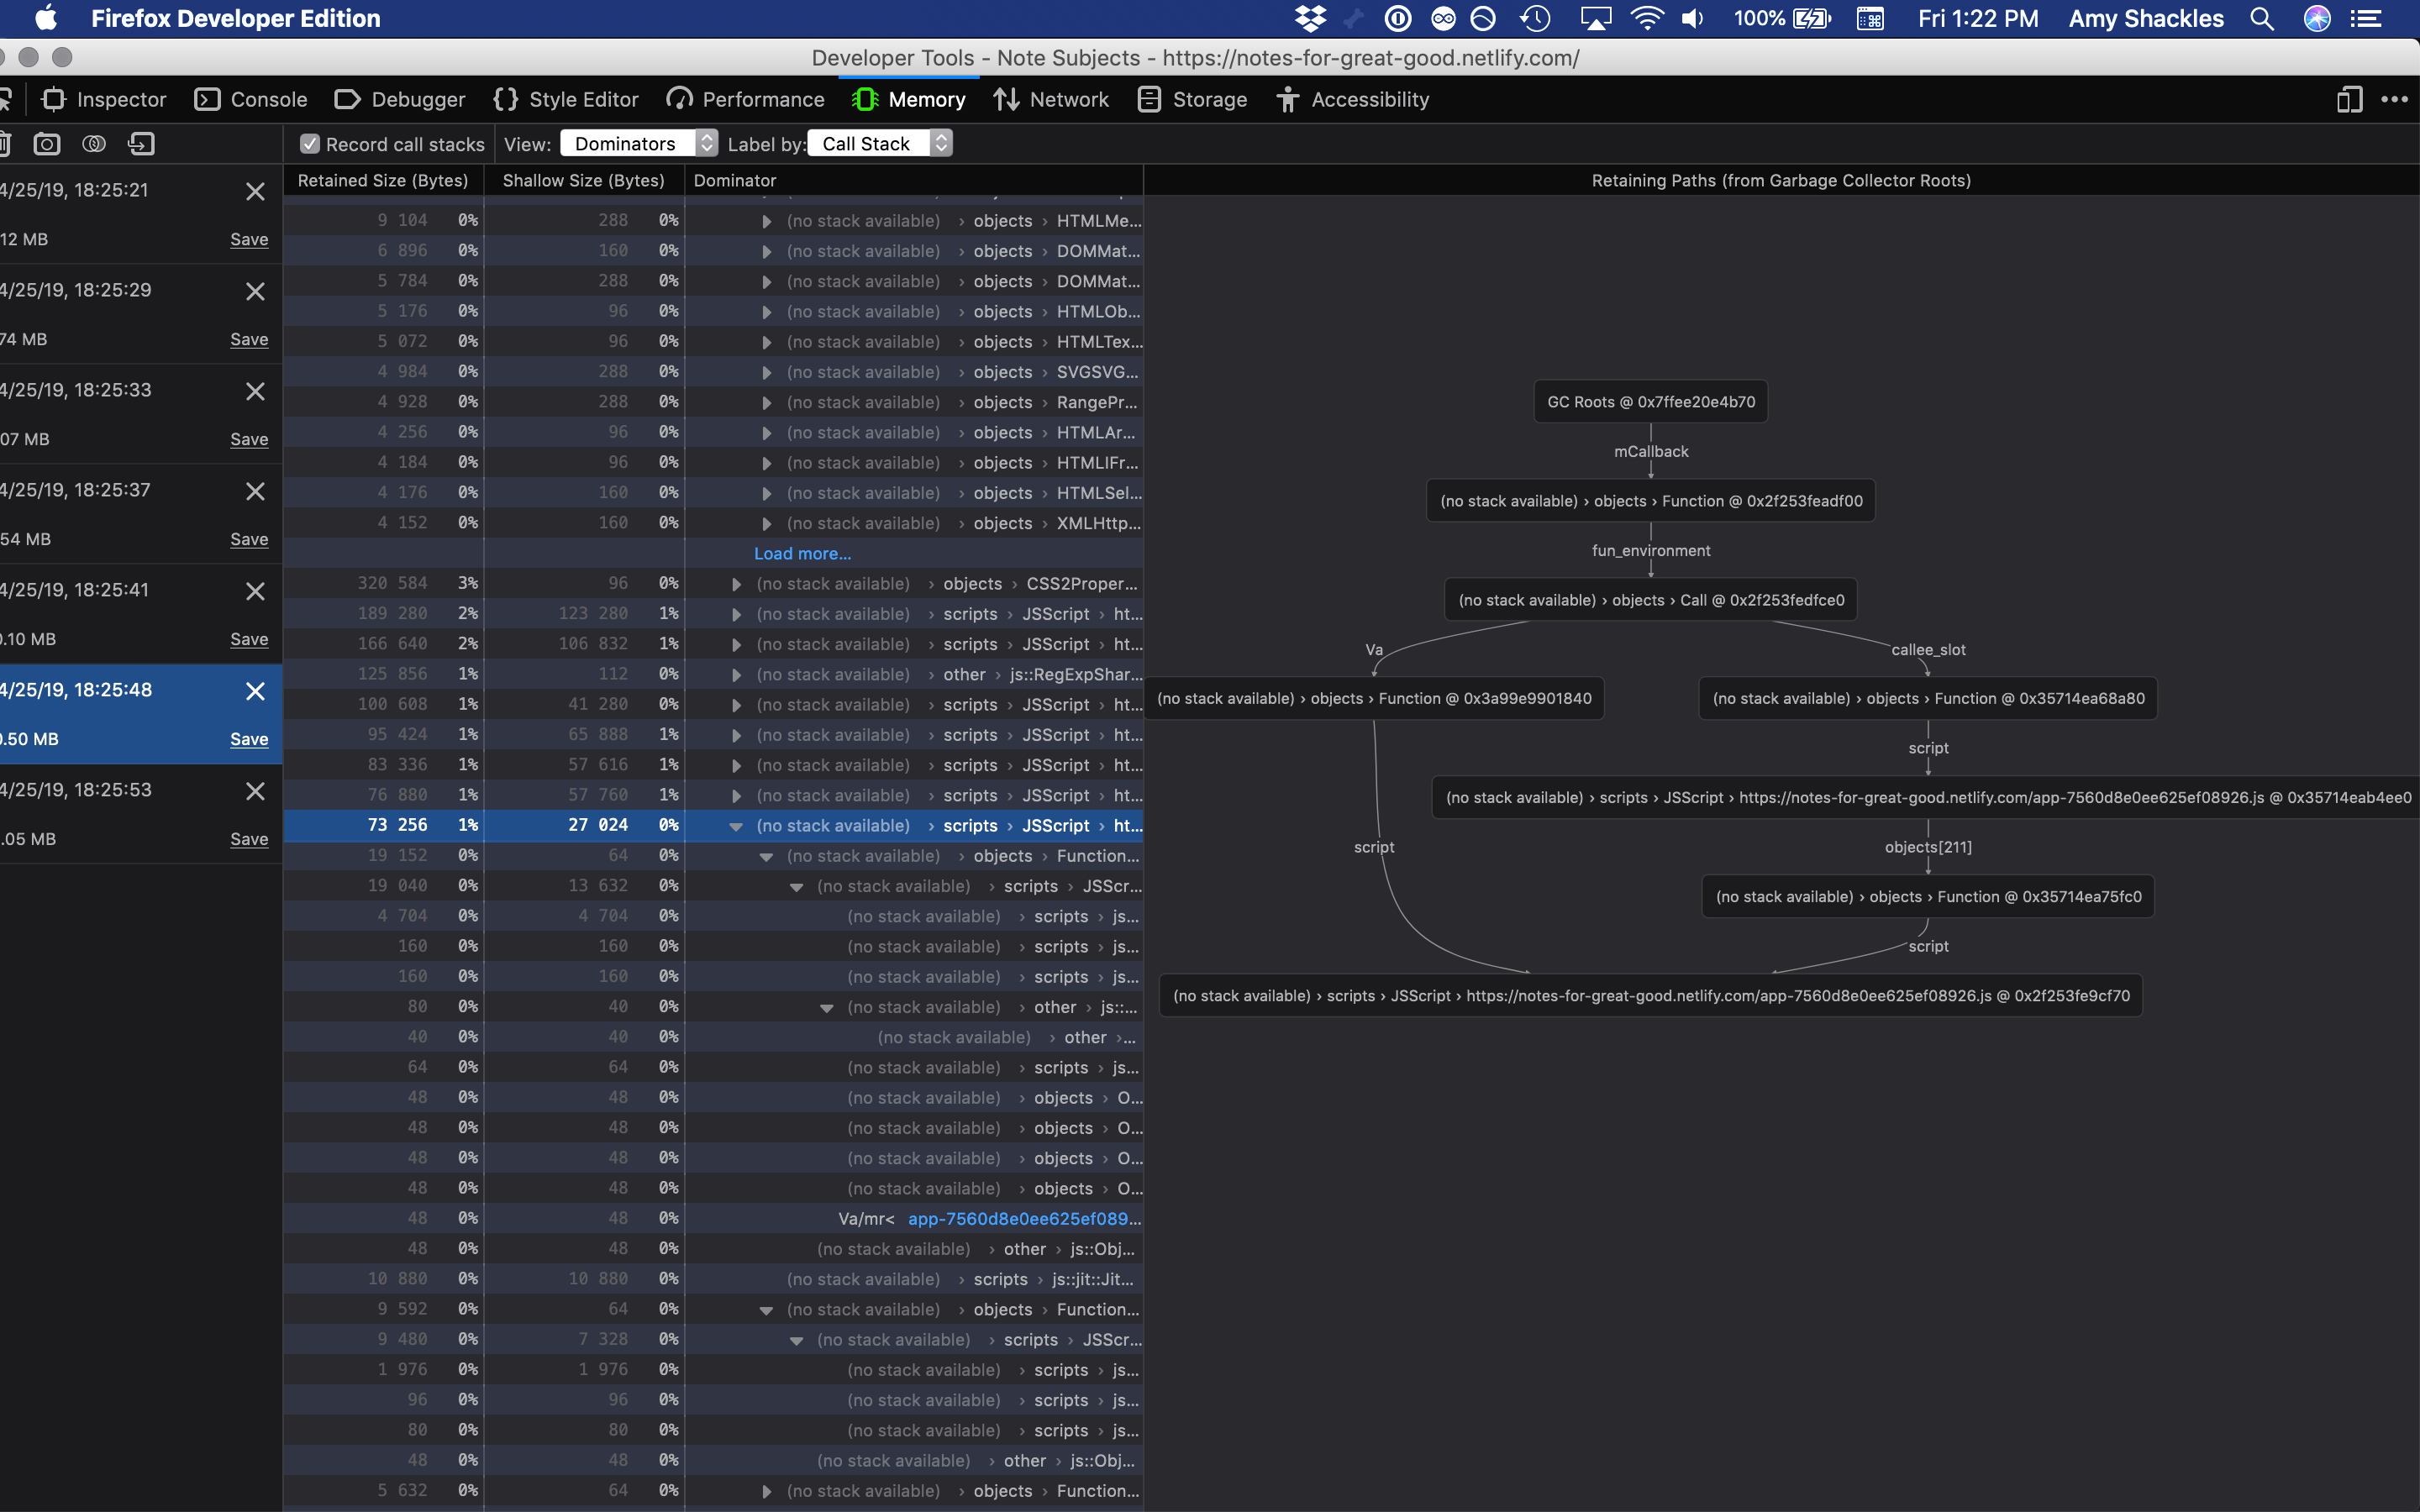 Firefox Developer Edition 100% Fri 1:22 PM Amy Shackles
Developer Tools - Note Subjects - https://notes-for-great-good.netlify.com/
Inspector Console Debugger Style Editor Performance Memory Network Storage Accessibility
Record call stacks View: Dominators Label by: Call Stack
Retained Size (Bytes) Shallow Size (Bytes) Dominator Retaining Paths (from Garbage Collector Roots)
4/25/19, 18:25:21
12 MB Save
4/25/19, 18:25:29
74 MB Save
4/25/19, 18:25:33
07 MB Save
4/25/19, 18:25:37
54 MB Save
4/25/19, 18:25:41
0.10 MB Save
4/25/19, 18:25:48
0.50 MB Save
4/25/19, 18:25:53
.05 MB Save
9 104 0% 288 0% (no stack available) › objects › HTMLMe...
6 896 0% 160 0% (no stack available) › objects › DOMMat...
5 784 0% 288 0% (no stack available) › objects › DOMMat...
5 176 0% 96 0% (no stack available) › objects › HTMLOb...
5 072 0% 96 0% (no stack available) › objects › HTMLTex...
4 984 0% 288 0% (no stack available) › objects › SVGSVG...
4 928 0% 288 0% (no stack available) › objects › RangePr...
4 256 0% 96 0% (no stack available) › objects › HTMLAr...
4 184 0% 96 0% (no stack available) › objects › HTMLIFr...
4 176 0% 160 0% (no stack available) › objects › HTMLSel...
4 152 0% 160 0% (no stack available) › objects › XMLHttp...
Load more...
320 584 3% 96 0% (no stack available) › objects › CSS2Proper...
189 280 2% 123 280 1% (no stack available) › scripts › JSScript › ht...
166 640 2% 106 832 1% (no stack available) › scripts › JSScript › ht...
125 856 1% 112 0% (no stack available) › other › js::RegExpShar...
100 608 1% 41 280 0% (no stack available) › scripts › JSScript › ht...
95 424 1% 65 888 1% (no stack available) › scripts › JSScript › ht...
83 336 1% 57 616 1% (no stack available) › scripts › JSScript › ht...
76 880 1% 57 760 1% (no stack available) › scripts › JSScript › ht...
73 256 1% 27 024 0% (no stack available) › scripts › JSScript › ht...
19 152 0% 64 0% (no stack available) › objects › Function...
19 040 0% 13 632 0% (no stack available) › scripts › JSScr...
4 704 0% 4 704 0% (no stack available) › scripts › js...
160 0% 160 0% (no stack available) › scripts › js...
160 0% 160 0% (no stack available) › scripts › js...
80 0% 40 0% (no stack available) › other › js::...
40 0% 40 0% (no stack available) › other ›...
64 0% 64 0% (no stack available) › scripts › js...
48 0% 48 0% (no stack available) › objects › O...
48 0% 48 0% (no stack available) › objects › O...
48 0% 48 0% (no stack available) › objects › O...
48 0% 48 0% (no stack available) › objects › O...
48 0% 48 0% Va/mr< app-7560d8e0ee625ef089...
48 0% 48 0% (no stack available) › other › js::Obj...
10 880 0% 10 880 0% (no stack available) › scripts › js::jit::Jit...
9 592 0% 64 0% (no stack available) › objects › Function...
9 480 0% 7 328 0% (no stack available) › scripts › JSScr...
1 976 0% 1 976 0% (no stack available) › scripts › js...
96 0% 96 0% (no stack available) › scripts › js...
80 0% 80 0% (no stack available) › scripts › js...
48 0% 48 0% (no stack available) › other › js::Obj...
5 632 0% 64 0% (no stack available) › objects › Function...
GC Roots @ 0x7ffee20e4b70
mCallback
(no stack available) › objects › Function @ 0x2f253feadf00
fun_environment
(no stack available) › objects › Call @ 0x2f253fedfce0
Va callee_slot
(no stack available) › objects › Function @ 0x3a99e9901840 (no stack available) › objects › Function @ 0x35714ea68a80
script
(no stack available) › scripts › JSScript › https://notes-for-great-good.netlify.com/app-7560d8e0ee625ef08926.js @ 0x35714eab4ee0
script objects[211]
(no stack available) › objects › Function @ 0x35714ea75fc0
script
(no stack available) › scripts › JSScript › https://notes-for-great-good.netlify.com/app-7560d8e0ee625ef08926.js @ 0x2f253fe9cf70